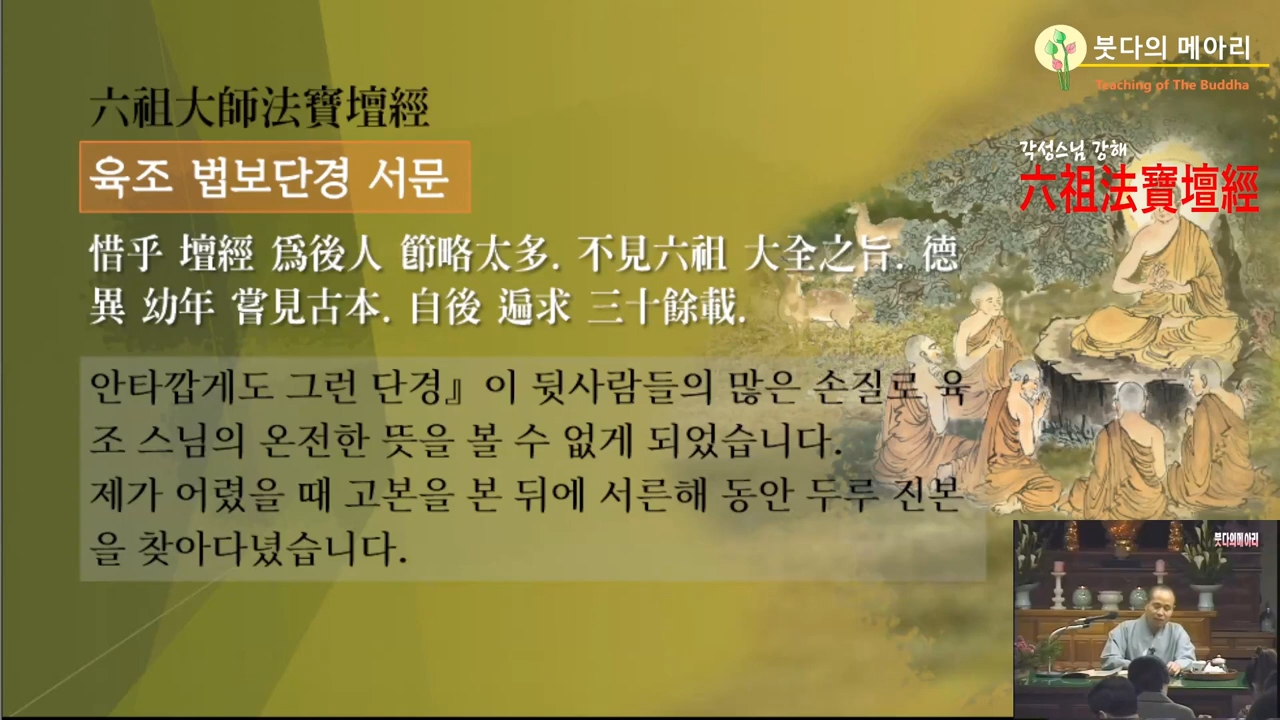 붓다의 메아리
Teaching of The Buddha
六祖大師法寶壇經
각성스님 강해
六祖法寶壇經
육조 법보단경 서문
惜乎 壇經 爲後人 節略太多. 不見六祖 大全之旨. 德
異 幼年 嘗見古本. 自後 遍求 三十餘載.
안타깝게도 그런 단경』이 뒷사람들의 많은 손질로 육
조 스님의 온전한 뜻을 볼 수 없게 되었습니다.
제가 어렸을 때 고본을 본 뒤에 서른해 동안 두루 진본
을 찾아다녔습니다.
붓다의메아리